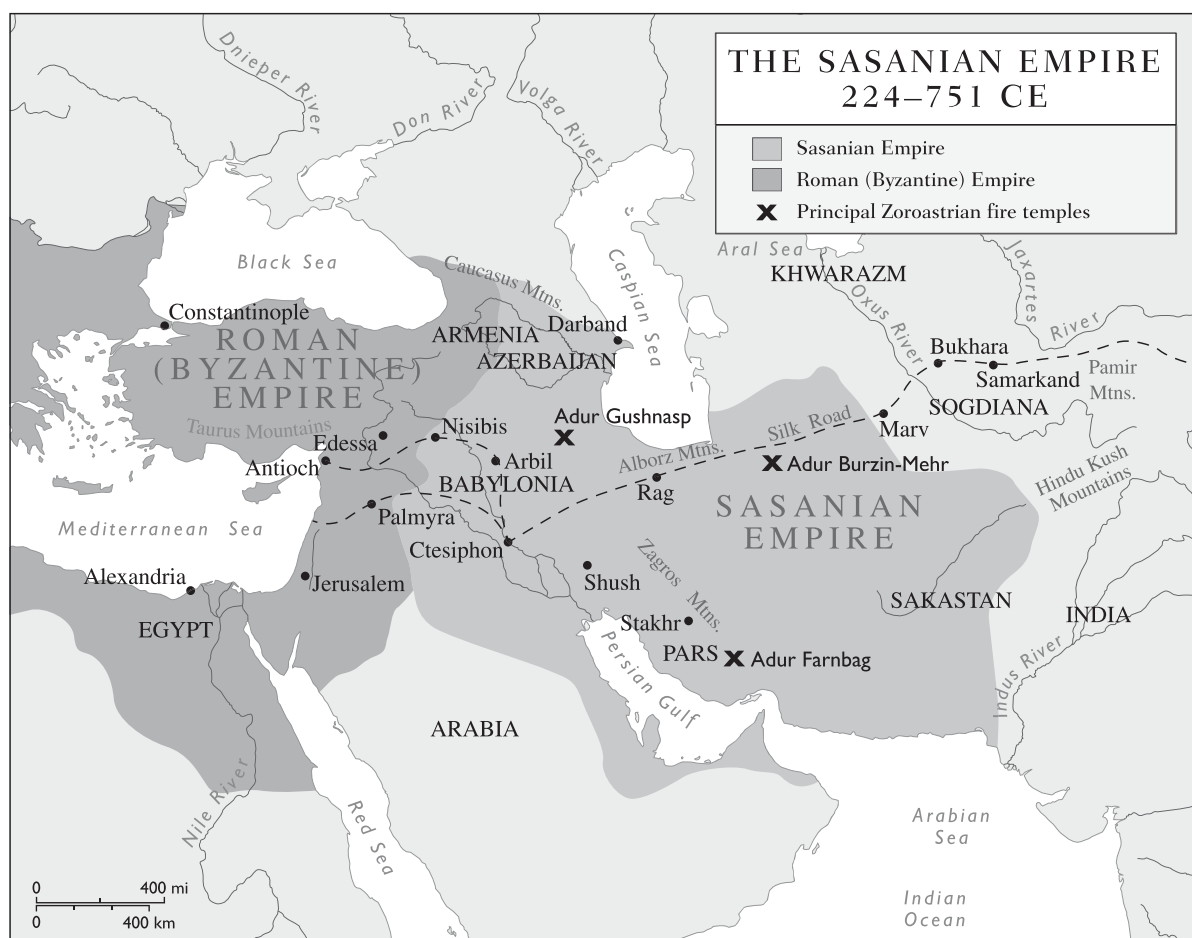 THE SASANIAN EMPIRE
224–751 CE
Sasanian Empire
Roman (Byzantine) Empire
Principal Zoroastrian fire temples
Dnieper River
Don River
Volga River
Aral Sea
Jaxartes
River
KHWARAZM
Oxus River
Black Sea
Caucasus Mtns.
Caspian Sea
Constantinople
ROMAN
(BYZANTINE)
EMPIRE
ARMENIA
Darband
AZERBAIJAN
Bukhara
Samarkand
Pamir
Mtns.
SOGDIANA
Taurus Mountains
Edessa
Nisibis
Adur Gushnasp
Silk Road
Marv
Antioch
Arbil
BABYLONIA
Alborz Mtns.
Rag
Adur Burzin-Mehr
Hindu Kush
Mountains
SASANIAN
EMPIRE
Mediterranean Sea
Palmyra
Ctesiphon
Alexandria
Jerusalem
Shush
Zagros Mtns.
SAKASTAN
INDIA
EGYPT
Stakhr
PARS
Adur Farnbag
Persian Gulf
Indus River
ARABIA
Nile River
Red Sea
Arabian
Sea
Indian
Ocean
0 400 mi
0 400 km